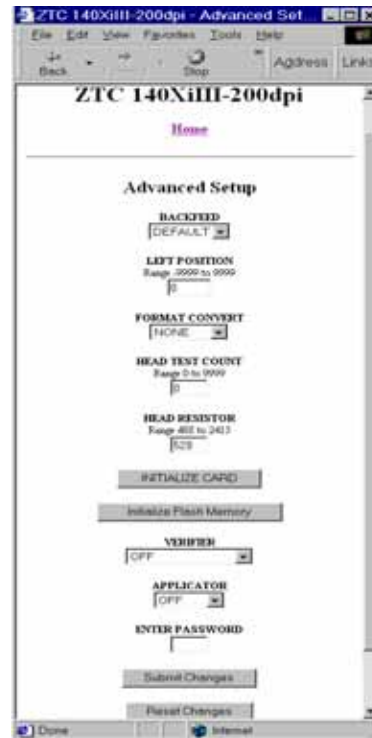 ZTC 140XiIII-200dpi - Advanced Set...
File Edit View Favorites Tools Help
Back Stop Address Links
ZTC 140XiIII-200dpi
Home
Advanced Setup
BACKFEED
DEFAULT
LEFT POSITION
Range -9999 to 9999
0
FORMAT CONVERT
NONE
HEAD TEST COUNT
Range 0 to 9999
0
HEAD RESISTOR
Range 488 to 2413
INITIALIZE CARD
Initialize Flash Memory
VERIFIER
OFF
APPLICATOR
OFF
ENTER PASSWORD
Submit Changes
Reset Changes
Done Internet